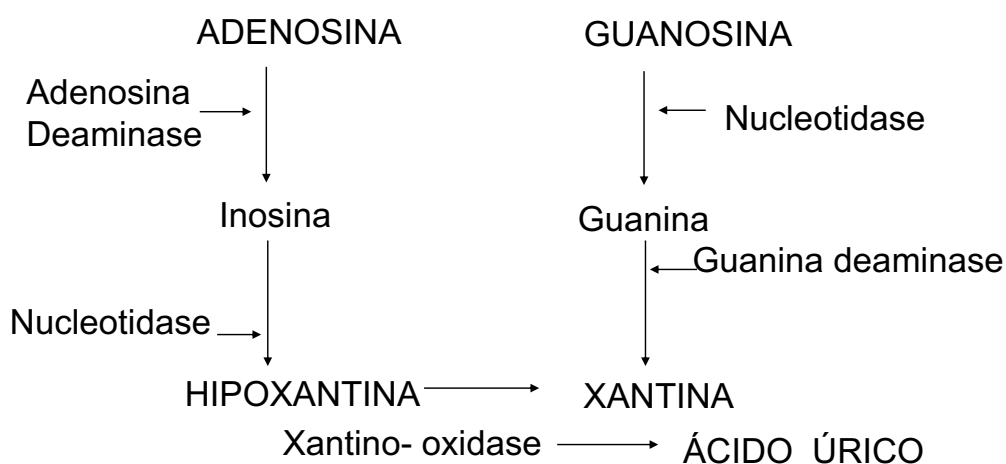 ADENOSINA
GUANOSINA
Adenosina
Deaminase
Nucleotidase
Inosina
Guanina
Guanina deaminase
Nucleotidase
HIPOXANTINA
XANTINA
Xantino- oxidase
ÁCIDO ÚRICO